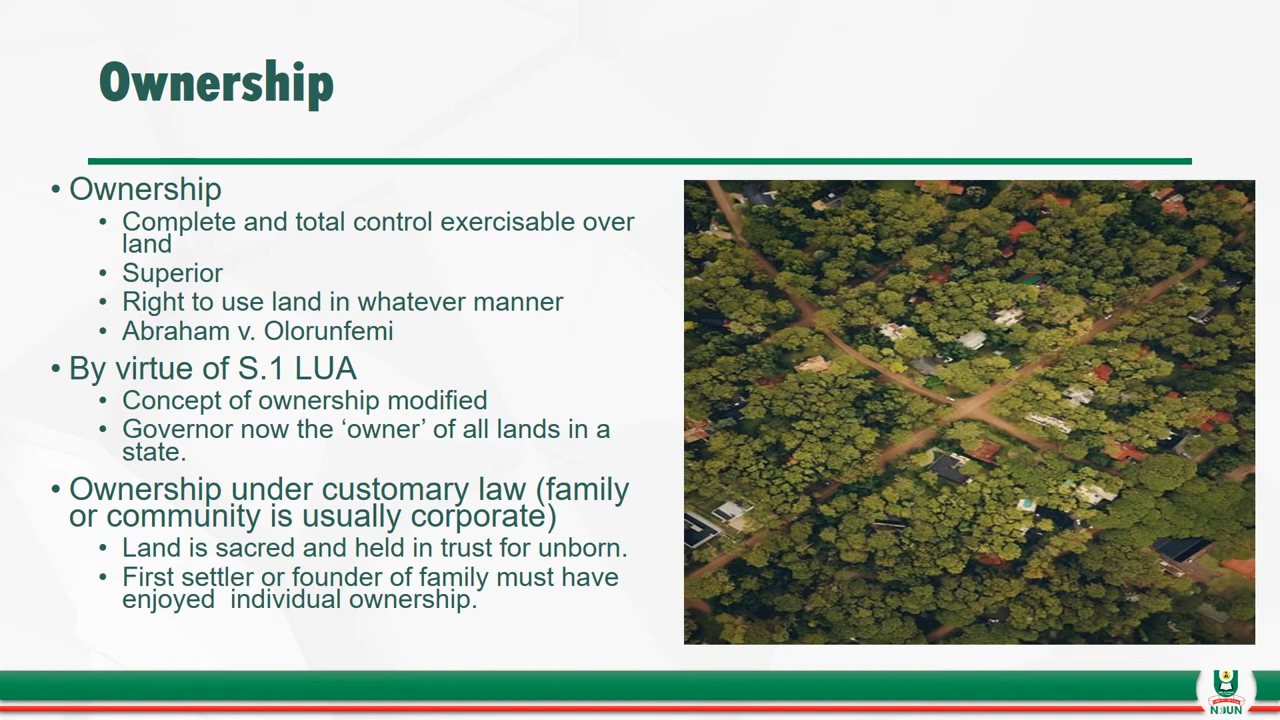 Ownership
• Ownership
• Complete and total control exercisable over
land
• Superior
• Right to use land in whatever manner
• Abraham v. Olorunfemi
• By virtue of S.1 LUA
• Concept of ownership modified
• Governor now the ‘owner’ of all lands in a
state.
• Ownership under customary law (family
or community is usually corporate)
• Land is sacred and held in trust for unborn.
• First settler or founder of family must have
enjoyed  individual ownership.